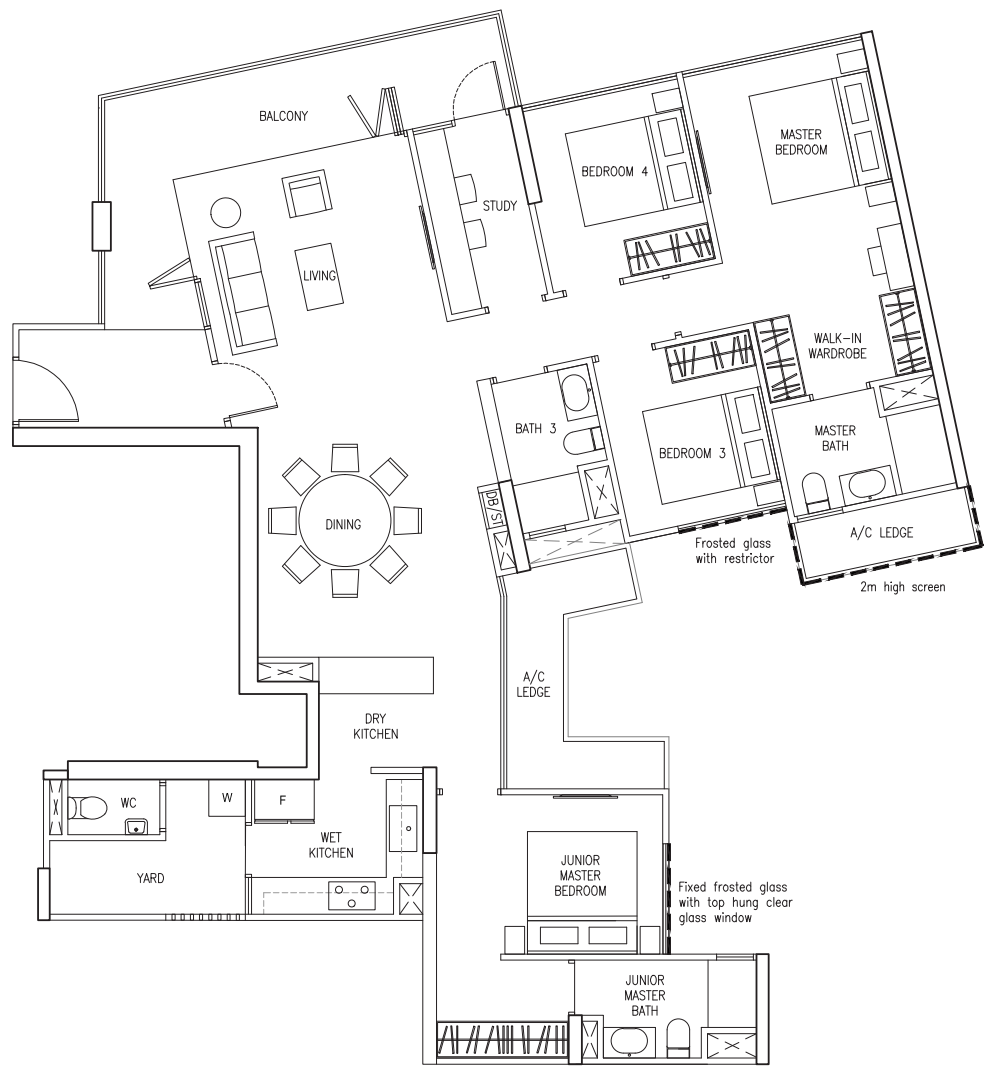 BALCONY
MASTER
BEDROOM
BEDROOM 4
STUDY
LIVING
WALK-IN
WARDROBE
BATH 3
MASTER
BATH
BEDROOM 3
DB/ST
DINING
A/C LEDGE
Frosted glass
with restrictor
2m high screen
A/C
LEDGE
DRY
KITCHEN
WC
W
F
WET
KITCHEN
YARD
JUNIOR
MASTER
BEDROOM
Fixed frosted glass
with top hung clear
glass window
JUNIOR
MASTER
BATH